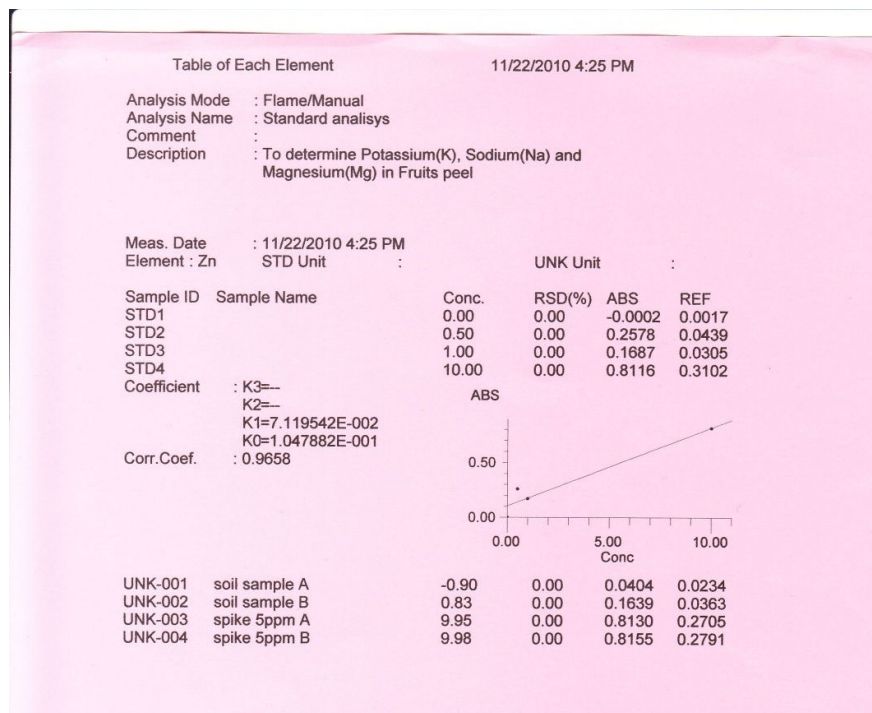 Table of Each Element 11/22/2010 4:25 PM
Analysis Mode : Flame/Manual
Analysis Name : Standard analisys
Comment :
Description : To determine Potassium(K), Sodium(Na) and
Magnesium(Mg) in Fruits peel
Meas. Date : 11/22/2010 4:25 PM
Element : Zn STD Unit : UNK Unit :
Sample ID Sample Name Conc. RSD(%) ABS REF
STD1 0.00 0.00 -0.0002 0.0017
STD2 0.50 0.00 0.2578 0.0439
STD3 1.00 0.00 0.1687 0.0305
STD4 10.00 0.00 0.8116 0.3102
Coefficient : K3=--
K2=--
K1=7.119542E-002
K0=1.047882E-001
Corr.Coef. : 0.9658
ABS
0.50
0.00
0.00 5.00 10.00
Conc
UNK-001 soil sample A -0.90 0.00 0.0404 0.0234
UNK-002 soil sample B 0.83 0.00 0.1639 0.0363
UNK-003 spike 5ppm A 9.95 0.00 0.8130 0.2705
UNK-004 spike 5ppm B 9.98 0.00 0.8155 0.2791